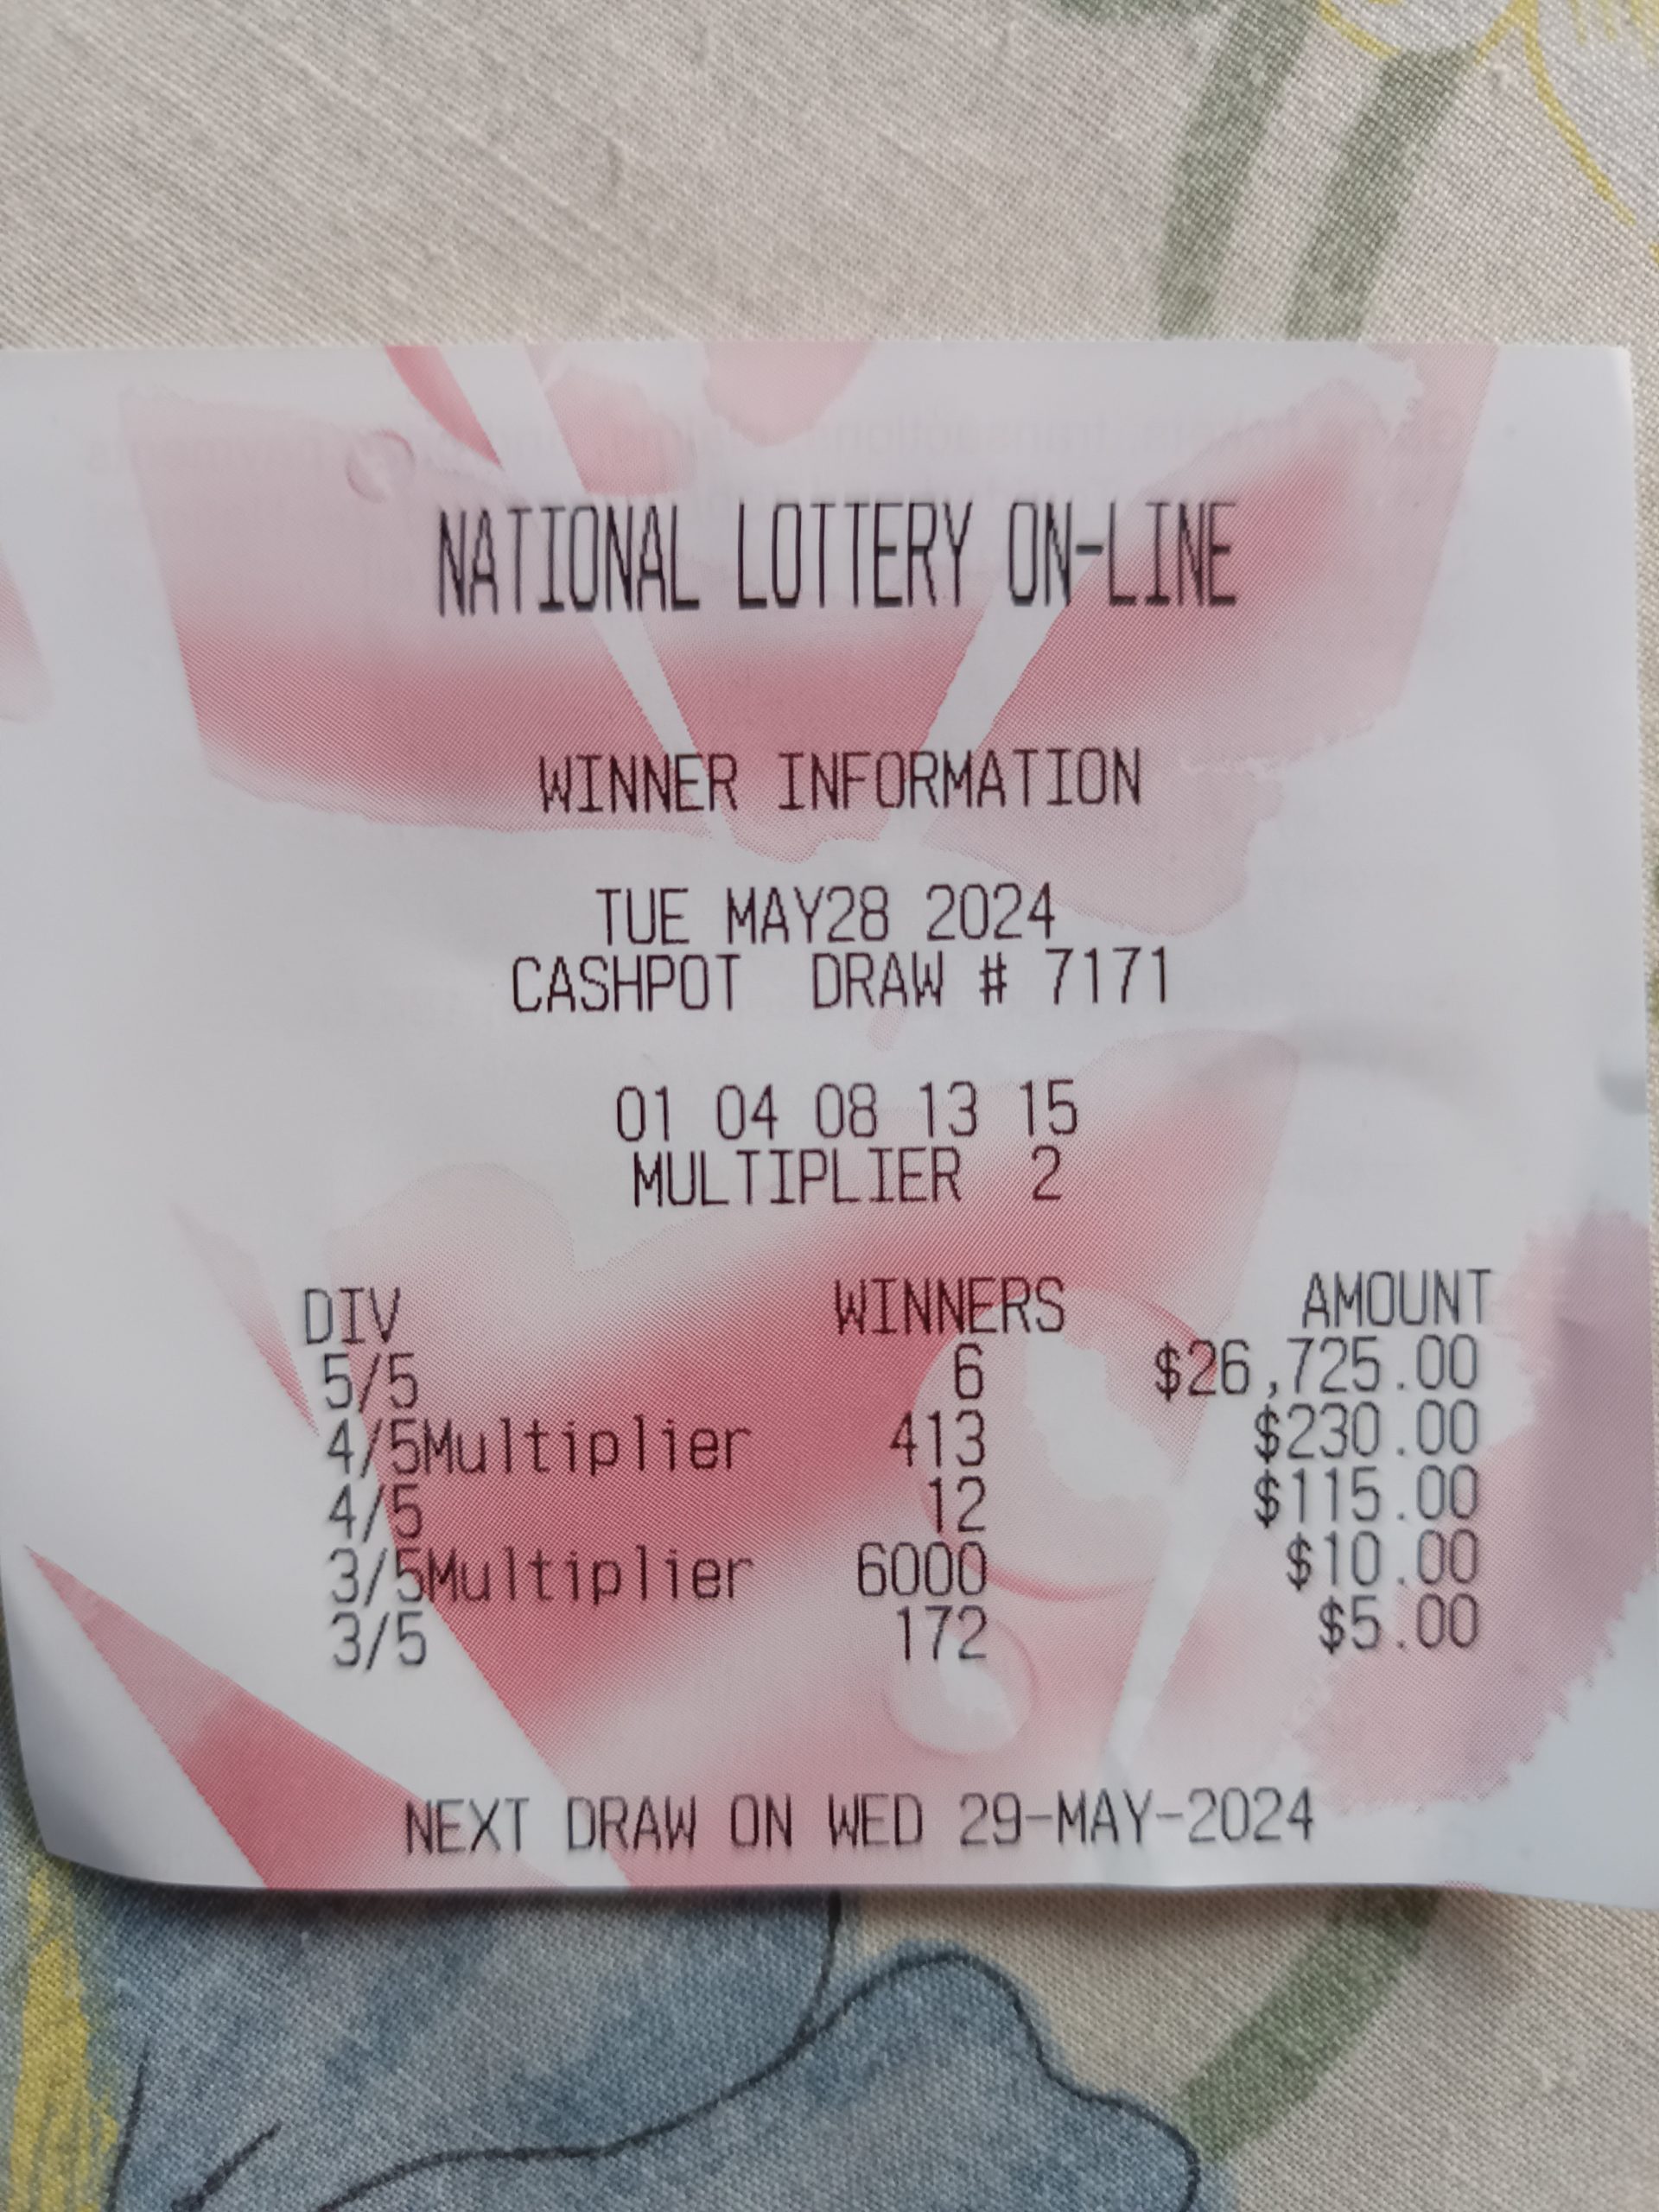 NATIONAL LOTTERY ON-LINE
WINNER INFORMATION
TUE MAY28 2024
CASHPOT DRAW # 7171
01 04 08 13 15
MULTIPLIER 2
DIV WINNERS AMOUNT
5/5 6 $26,725.00
4/5Multiplier 413 $230.00
4/5 12 $115.00
3/5Multiplier 6000 $10.00
3/5 172 $5.00
NEXT DRAW ON WED 29-MAY-2024